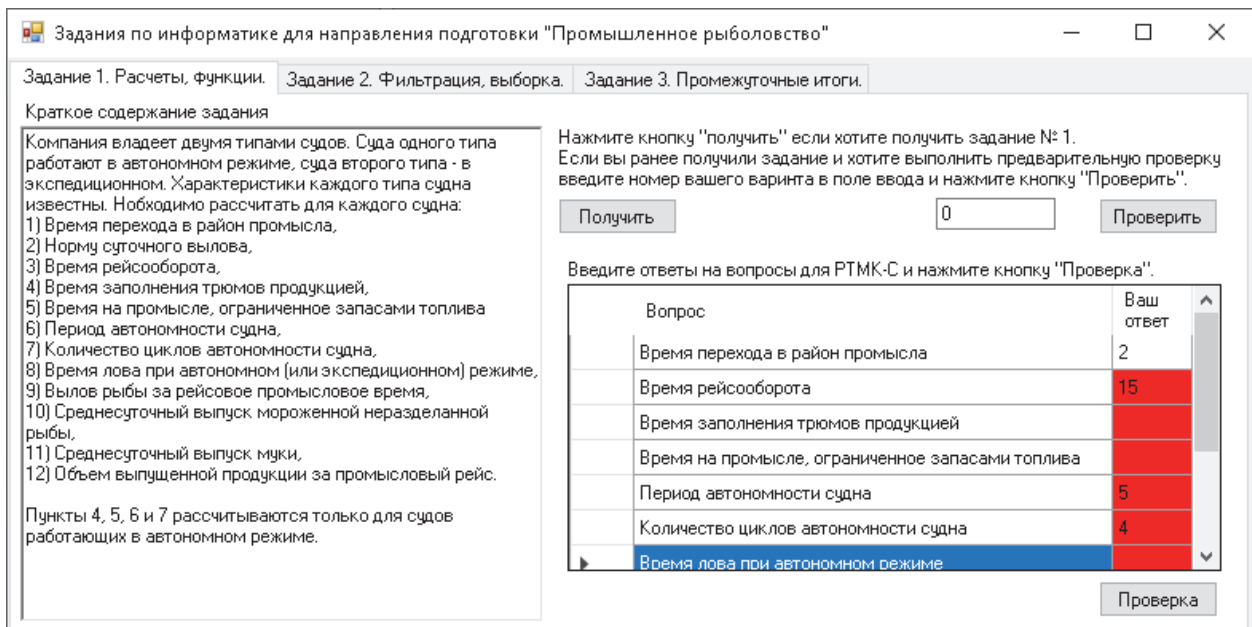 Задания по информатике для направления подготовки "Промышленное рыболовство"
Задание 1. Расчеты, функции.
Задание 2. Фильтрация, выборка.
Задание 3. Промежуточные итоги.
Краткое содержание задания
Компания владеет двумя типами судов. Суда одного типа
работают в автономном режиме, суда второго типа - в
экспедиционном. Характеристики каждого типа судна
известны. Нобходимо рассчитать для каждого судна:
1) Время перехода в район промысла,
2) Норму суточного вылова,
3) Время рейсооборота,
4) Время заполнения трюмов продукцией,
5) Время на промысле, ограниченное запасами топлива
6) Период автономности судна,
7) Количество циклов автономности судна,
8) Время лова при автономном (или экспедиционном) режиме,
9) Вылов рыбы за рейсовое промысловое время,
10) Среднесуточный выпуск мороженной неразделанной
рыбы,
11) Среднесуточный выпуск муки,
12) Объем выпущенной продукции за промысловый рейс.
Пункты 4, 5, 6 и 7 рассчитываются только для судов
работающих в автономном режиме.
Нажмите кнопку "получить" если хотите получить задание № 1.
Если вы ранее получили задание и хотите выполнить предварительную проверку
введите номер вашего варинта в поле ввода и нажмите кнопку "Проверить".
Получить
0
Проверить
Введите ответы на вопросы для РТМК-С и нажмите кнопку "Проверка".
Вопрос
Ваш
ответ
Время перехода в район промысла 2
Время рейсооборота 15
Время заполнения трюмов продукцией
Время на промысле, ограниченное запасами топлива
Период автономности судна 5
Количество циклов автономности судна 4
Время лова при автономном режиме
Проверка